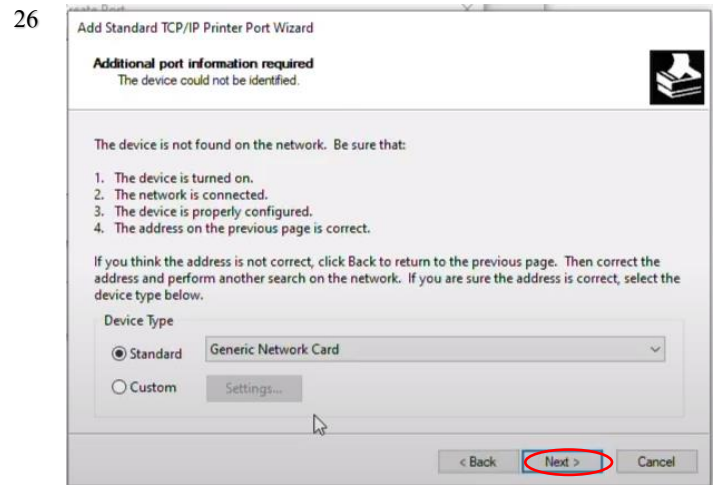 26
Add Standard TCP/IP Printer Port Wizard
Additional port information required
The device could not be identified.
The device is not found on the network. Be sure that:
1. The device is turned on.
2. The network is connected.
3. The device is properly configured.
4. The address on the previous page is correct.
If you think the address is not correct, click Back to return to the previous page. Then correct the
address and perform another search on the network. If you are sure the address is correct, select the
device type below.
Device Type
Standard
Generic Network Card
Custom
Settings...
< Back
Next >
Cancel